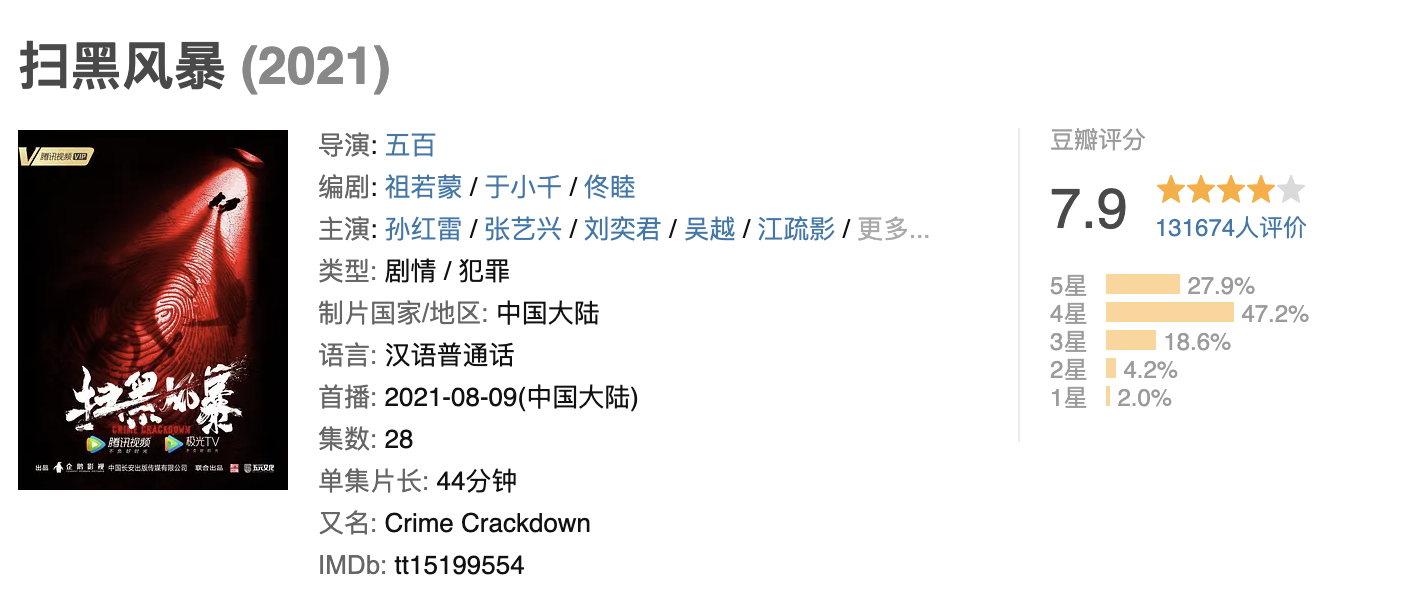 扫黑风暴 (2021)
腾讯视频 VIP
扫黑风暴
CRIME CRACKDOWN
腾讯视频 极光TV
不负好时光
出品 企鹅影视 中国长安出版传媒有限公司 联合出品 五元文化
导演: 五百
编剧: 祖若蒙 / 于小千 / 佟睦
主演: 孙红雷 / 张艺兴 / 刘奕君 / 吴越 / 江疏影 / 更多...
类型: 剧情 / 犯罪
制片国家/地区: 中国大陆
语言: 汉语普通话
首播: 2021-08-09(中国大陆)
集数: 28
单集片长: 44分钟
又名: Crime Crackdown
IMDb: tt15199554
豆瓣评分
7.9
131674人评价
5星 27.9%
4星 47.2%
3星 18.6%
2星 4.2%
1星 2.0%